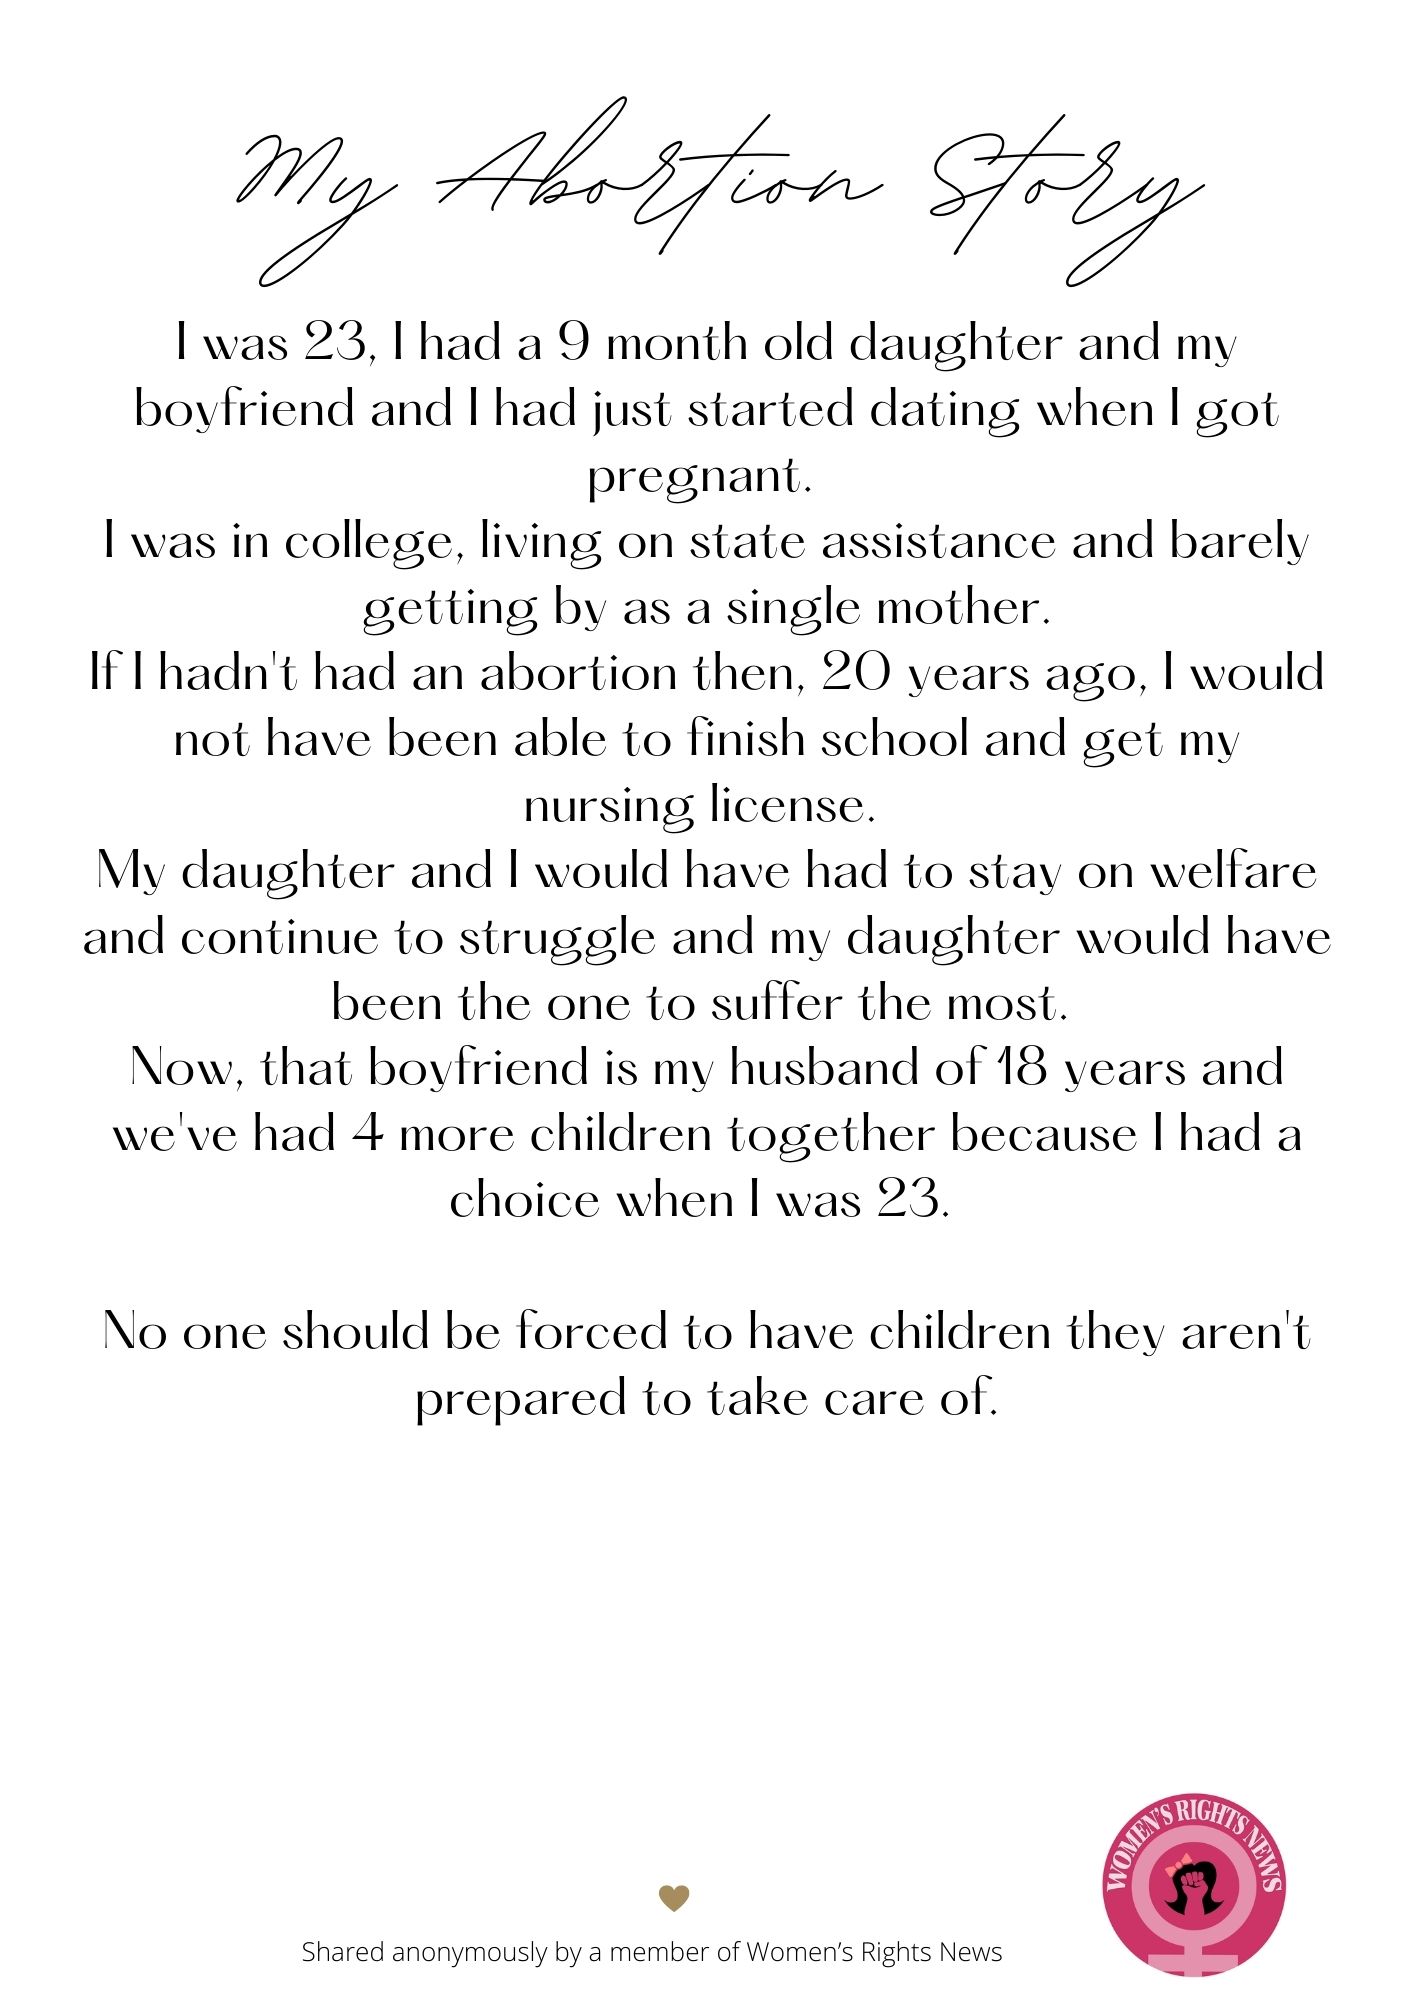 My Abortion Story
I was 23, I had a 9 month old daughter and my
boyfriend and I had just started dating when I got
pregnant.
I was in college, living on state assistance and barely
getting by as a single mother.
If I hadn't had an abortion then, 20 years ago, I would
not have been able to finish school and get my
nursing license.
My daughter and I would have had to stay on welfare
and continue to struggle and my daughter would have
been the one to suffer the most.
Now, that boyfriend is my husband of 18 years and
we've had 4 more children together because I had a
choice when I was 23.
No one should be forced to have children they aren't
prepared to take care of.
WOMEN'S RIGHTS NEWS
Shared anonymously by a member of Women’s Rights News